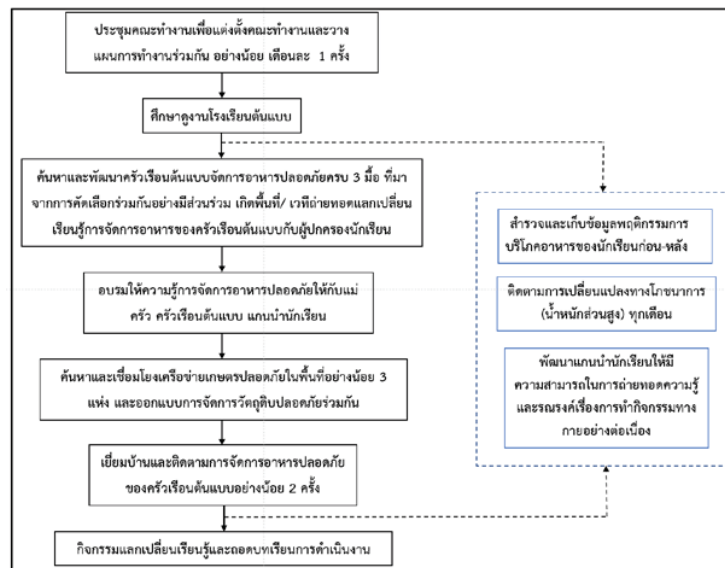 ประชุมคณะทำงานเพื่อแต่งตั้งคณะทำงานและวาง
แผนการทำงานร่วมกัน อย่างน้อย เดือนละ 1 ครั้ง
ศึกษาดูงานโรงเรียนต้นแบบ
ค้นหาและพัฒนาครัวเรือนต้นแบบจัดการอาหารปลอดภัยครบ 3 มื้อ ที่มา
จากการคัดเลือกร่วมกันอย่างมีส่วนร่วม เกิดพื้นที่/ เวทีถ่ายทอดแลกเปลี่ยน
เรียนรู้การจัดการอาหารของครัวเรือนต้นแบบกับผู้ปกครองนักเรียน
อบรมให้ความรู้การจัดการอาหารปลอดภัยให้กับแม่
ครัว ครัวเรือนต้นแบบ แกนนำนักเรียน
ค้นหาและเชื่อมโยงเครือข่ายเกษตรปลอดภัยในพื้นที่อย่างน้อย 3
แห่ง และออกแบบการจัดการวัตถุดิบปลอดภัยร่วมกัน
เยี่ยมบ้านและติดตามการจัดการอาหารปลอดภัย
ของครัวเรือนต้นแบบอย่างน้อย 2 ครั้ง
กิจกรรมแลกเปลี่ยนเรียนรู้และถอดบทเรียนการดำเนินงาน
สำรวจและเก็บข้อมูลพฤติกรรมการ
บริโภคอาหารของนักเรียนก่อน-หลัง
ติดตามการเปลี่ยนแปลงทางโภชนาการ
(น้ำหนักส่วนสูง) ทุกเดือน
พัฒนาแกนนำนักเรียนให้มี
ความสามารถในการถ่ายทอดความรู้
และรณรงค์เรื่องการทำกิจกรรมทาง
กายอย่างต่อเนื่อง